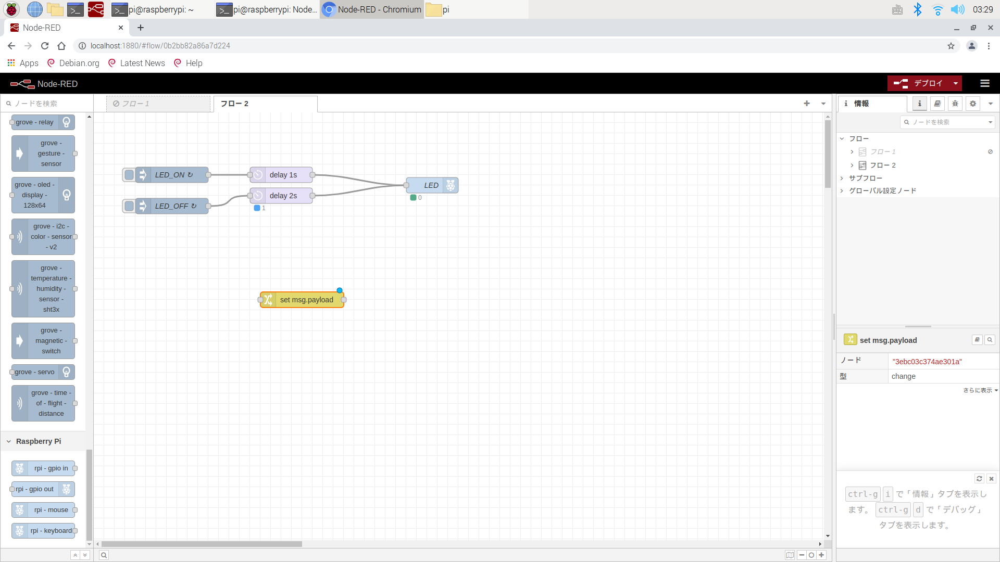 pi@raspberrypi: ~
pi@raspberrypi: Node...
Node-RED - Chromium
pi
03:29
Node-RED
localhost:1880/#flow/0b2bb82a86a7d224
Apps
Debian.org
Latest News
Help
Node-RED
デプロイ
ノードを検索
フロー 1
フロー 2
情報
ノードを検索
grove - relay
grove -
gesture -
sensor
grove - oled -
display -
128x64
grove - i2c -
color - sensor
- v2
grove -
temperature -
humidity -
sensor -
sht3x
grove -
magnetic -
switch
grove - servo
grove - time -
of - flight -
distance
Raspberry Pi
rpi - gpio in
rpi - gpio out
rpi - mouse
rpi - keyboard
LED_ON ↻
delay 1s
LED
0
delay 2s
1
LED_OFF ↻
set msg.payload
フロー
フロー 1
フロー 2
サブフロー
グローバル設定ノード
set msg.payload
ノード "3ebc03c374ae301a"
型 change
さらに表示
ctrl-g i で「情報」タブを表示し
ます。 ctrl-g d で「デバッグ」
タブを表示します。